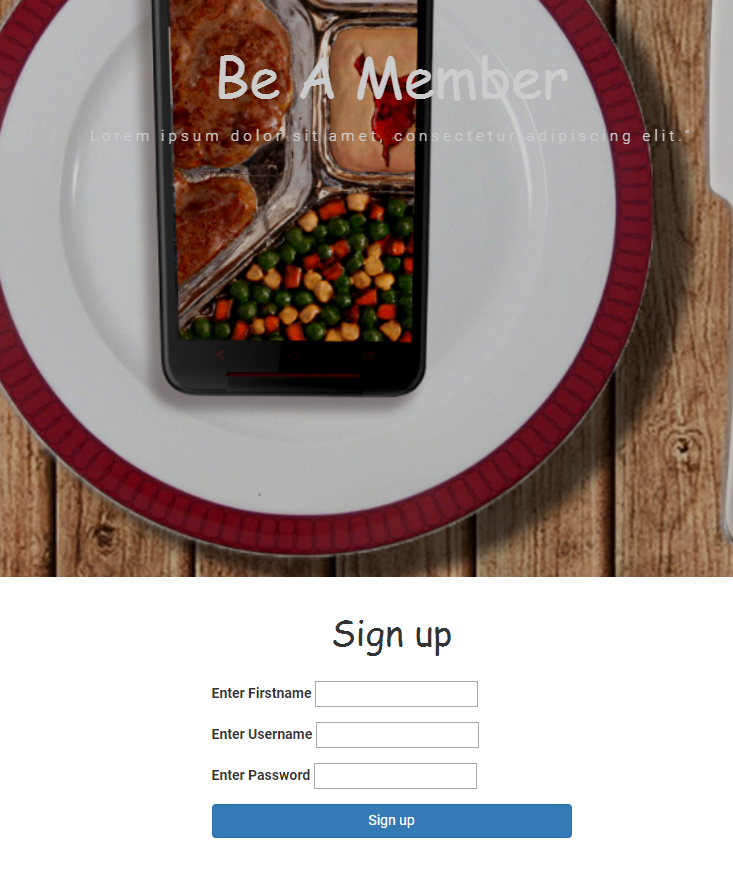 Be A Member
Lorem ipsum dolor sit amet, consectetur adipiscing elit."
Sign up
Enter Firstname
Enter Username
Enter Password
Sign up